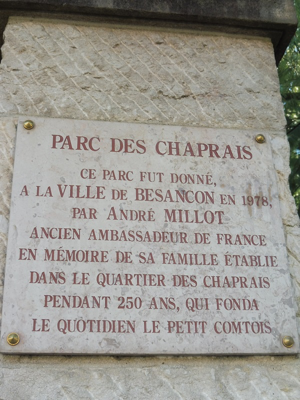 PARC DES CHAPRAIS
CE PARC FUT DONNÉ,
A LA VILLE DE BESANCON EN 1978,
PAR ANDRÉ MILLOT
ANCIEN AMBASSADEUR DE FRANCE
EN MÉMOIRE DE SA FAMILLE ÉTABLIE
DANS LE QUARTIER DES CHAPRAIS
PENDANT 250 ANS, QUI FONDA
LE QUOTIDIEN LE PETIT COMTOIS